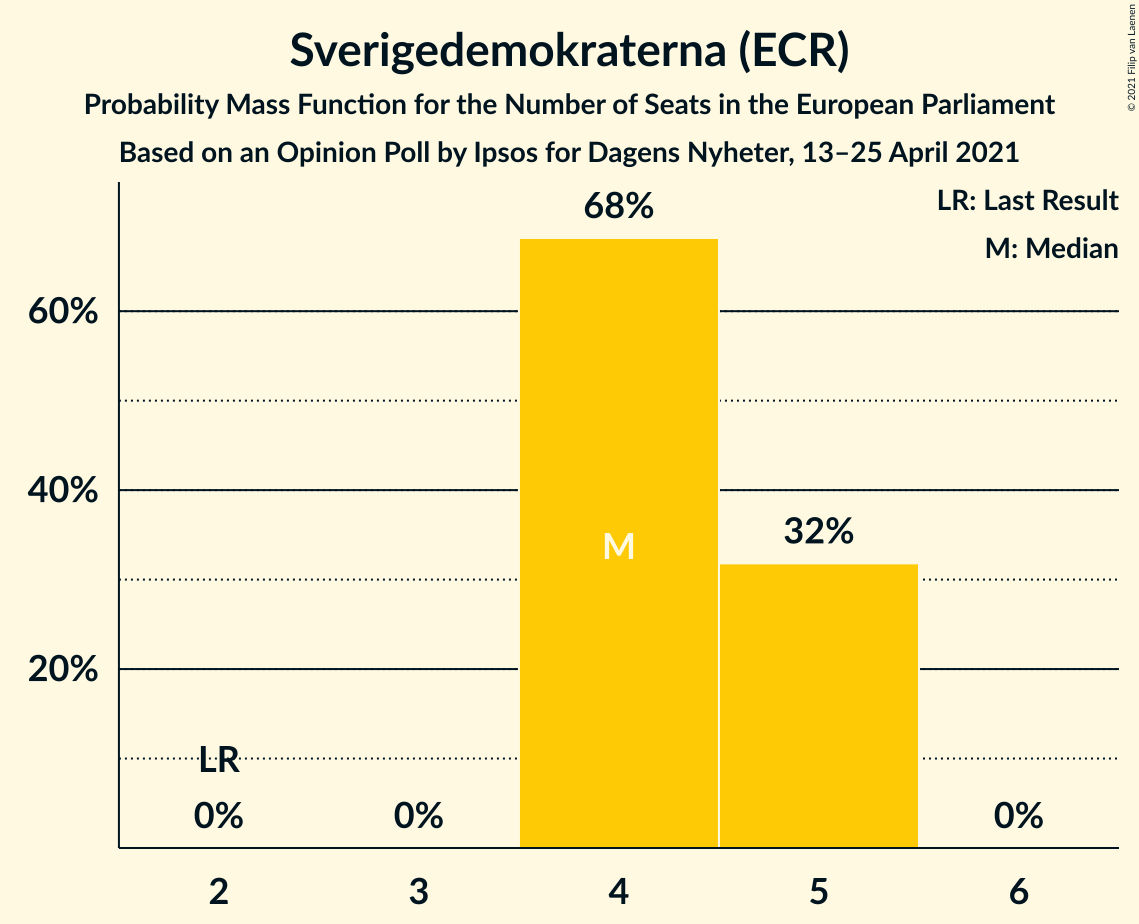 Sverigedemokraterna (ECR)
Probability Mass Function for the Number of Seats in the European Parliament
Based on an Opinion Poll by Ipsos for Dagens Nyheter, 13–25 April 2021
© 2021 Filip van Laenen
LR: Last Result
M: Median
68%
60%
40%
32%
M
20%
LR
0%
0%
0%
2
3
4
5
6